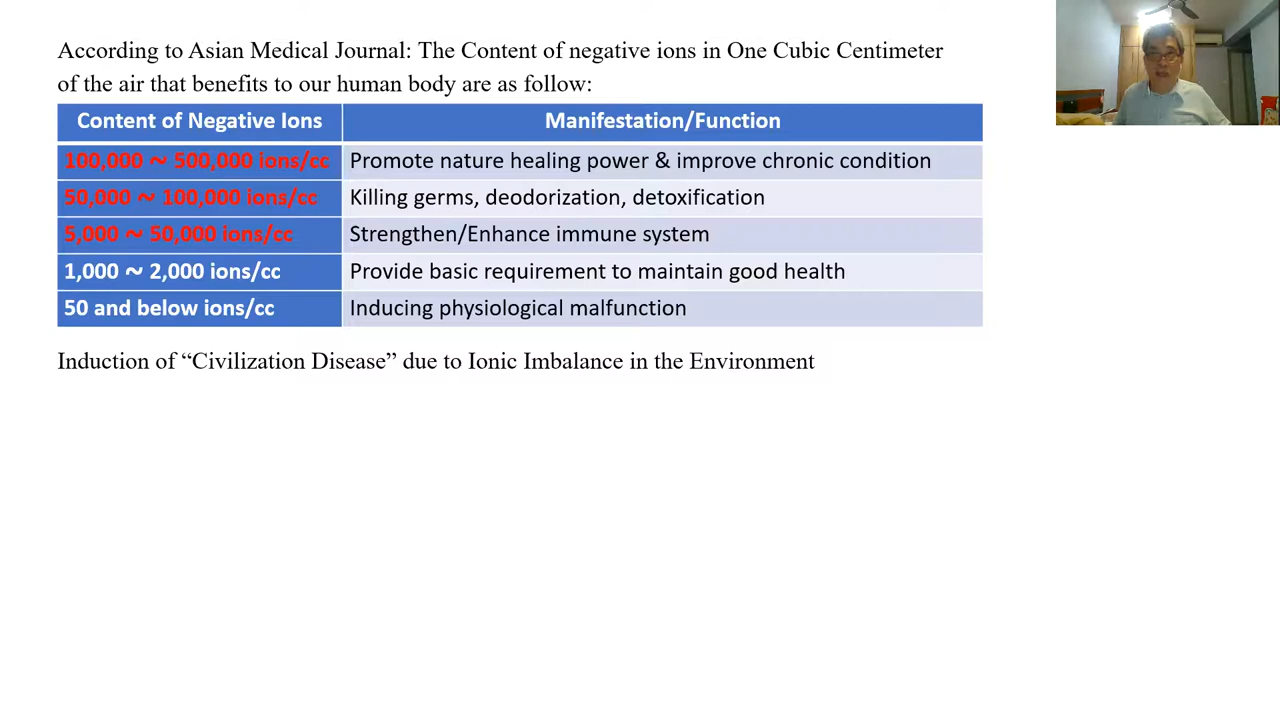 According to Asian Medical Journal: The Content of negative ions in One Cubic Centimeter
of the air that benefits to our human body are as follow:
Content of Negative Ions Manifestation/Function
100,000 ~ 500,000 ions/cc Promote nature healing power & improve chronic condition
50,000 ~ 100,000 ions/cc Killing germs, deodorization, detoxification
5,000 ~ 50,000 ions/cc Strengthen/Enhance immune system
1,000 ~ 2,000 ions/cc Provide basic requirement to maintain good health
50 and below ions/cc Inducing physiological malfunction
Induction of “Civilization Disease” due to Ionic Imbalance in the Environment